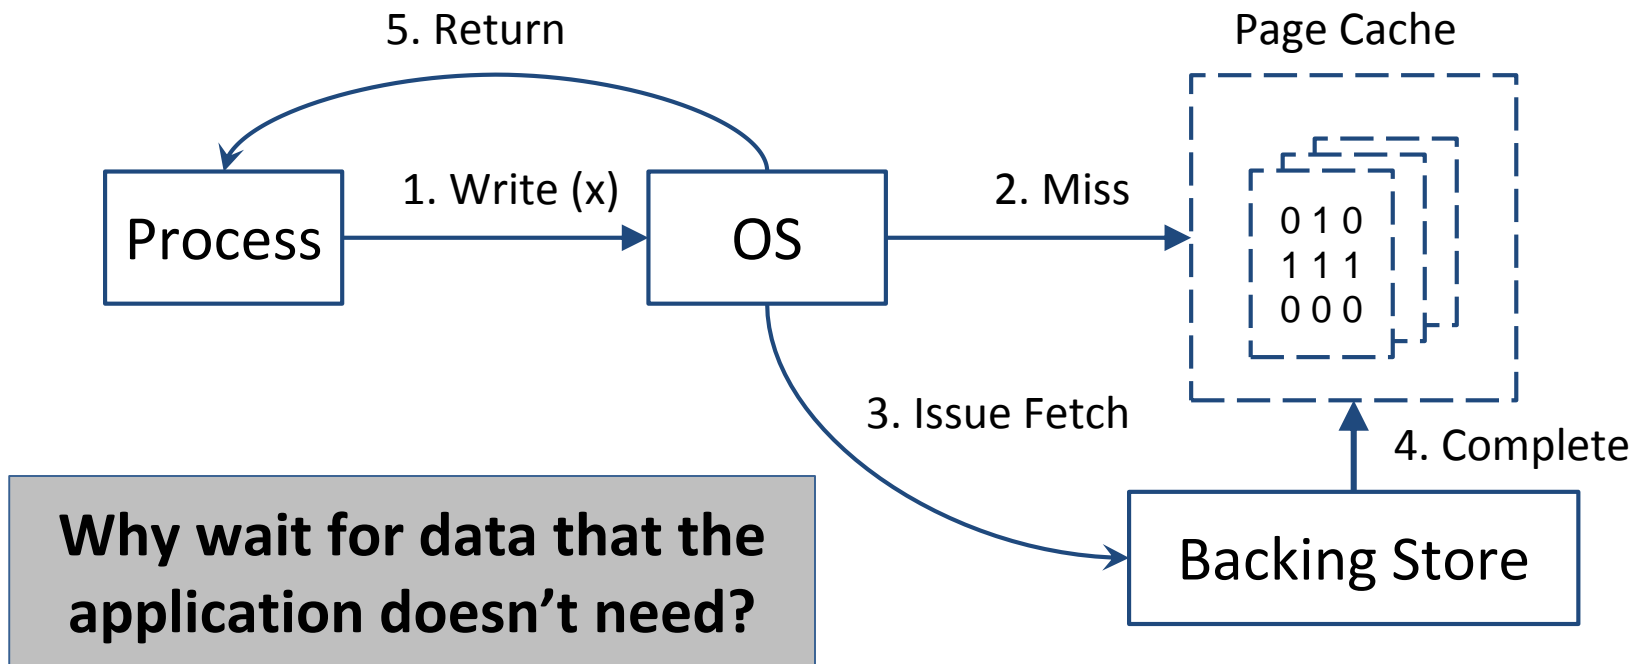 5. Return
Page Cache
1. Write (x)
2. Miss
Process
OS
0 1 0
1 1 1
0 0 0
3. Issue Fetch
4. Complete
Why wait for data that the
application doesn’t need?
Backing Store